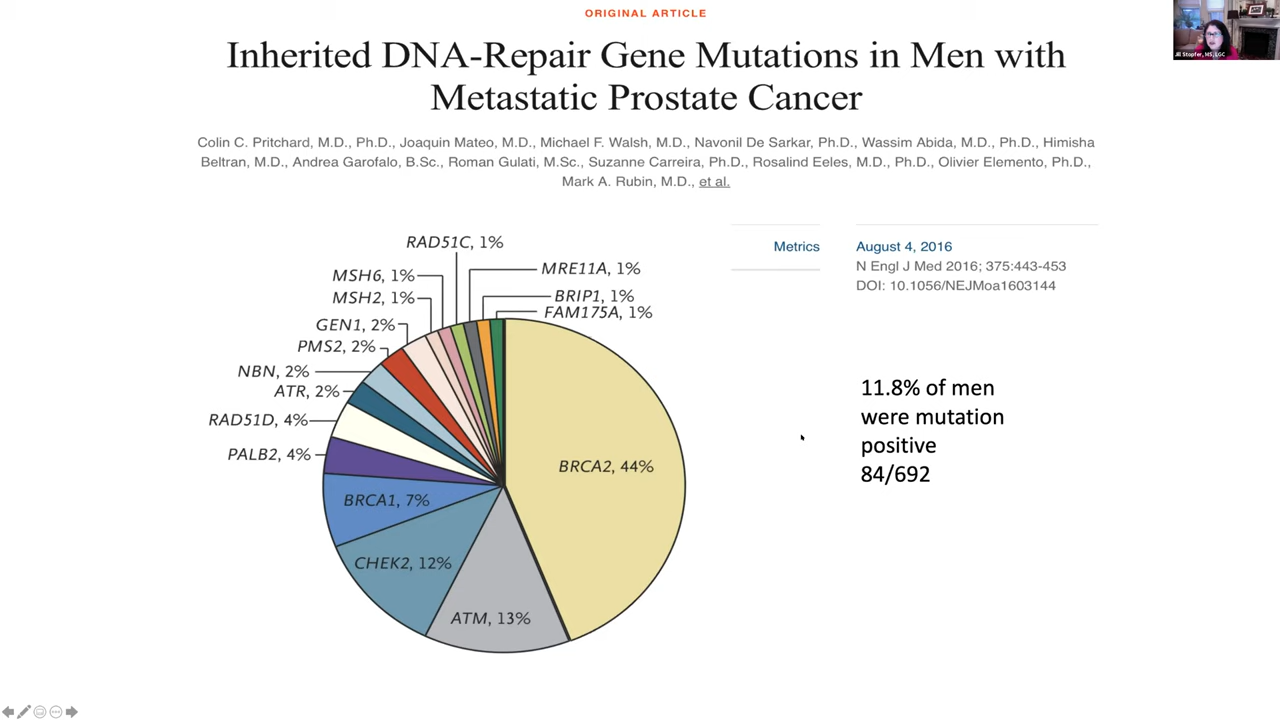 ORIGINAL ARTICLE
Inherited DNA-Repair Gene Mutations in Men with
Metastatic Prostate Cancer
Jill Stopfer, MS, LGC
Colin C. Pritchard, M.D., Ph.D., Joaquin Mateo, M.D., Michael F. Walsh, M.D., Navonil De Sarkar, Ph.D., Wassim Abida, M.D., Ph.D., Himisha
Beltran, M.D., Andrea Garofalo, B.Sc., Roman Gulati, M.Sc., Suzanne Carreira, Ph.D., Rosalind Eeles, M.D., Ph.D., Olivier Elemento, Ph.D.,
Mark A. Rubin, M.D., et al.
Metrics
August 4, 2016
N Engl J Med 2016; 375:443-453
DOI: 10.1056/NEJMoa1603144
RAD51C, 1%
MSH6, 1%
MRE11A, 1%
MSH2, 1%
BRIP1, 1%
FAM175A, 1%
GEN1, 2%
PMS2, 2%
NBN, 2%
ATR, 2%
RAD51D, 4%
PALB2, 4%
BRCA2, 44%
BRCA1, 7%
CHEK2, 12%
ATM, 13%
11.8% of men
were mutation
positive
84/692